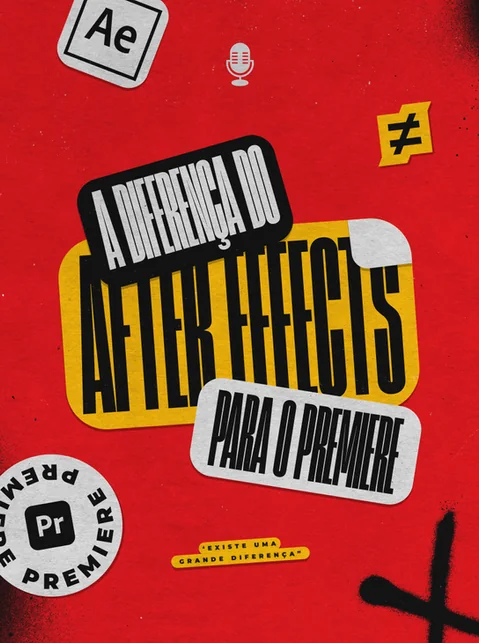 Ae
≠
A DIFERENÇA DO
AFTER EFFECTS
PARA O PREMIERE
PREMIERE PREMIERE
Pr
"EXISTE UMA
GRANDE DIFERENÇA"